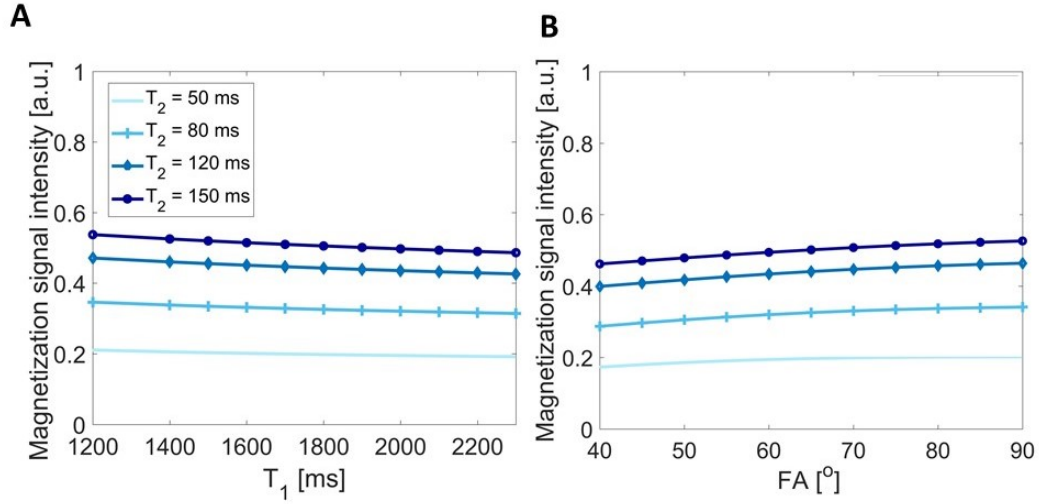 A
Magnetization signal intensity [a.u.]
1
0.8
0.6
0.4
0.2
0
T₂ = 50 ms
T₂ = 80 ms
T₂ = 120 ms
T₂ = 150 ms
1200 1400 1600 1800 2000 2200
T₁ [ms]
B
Magnetization signal intensity [a.u.]
1
0.8
0.6
0.4
0.2
0
40 50 60 70 80 90
FA [°]